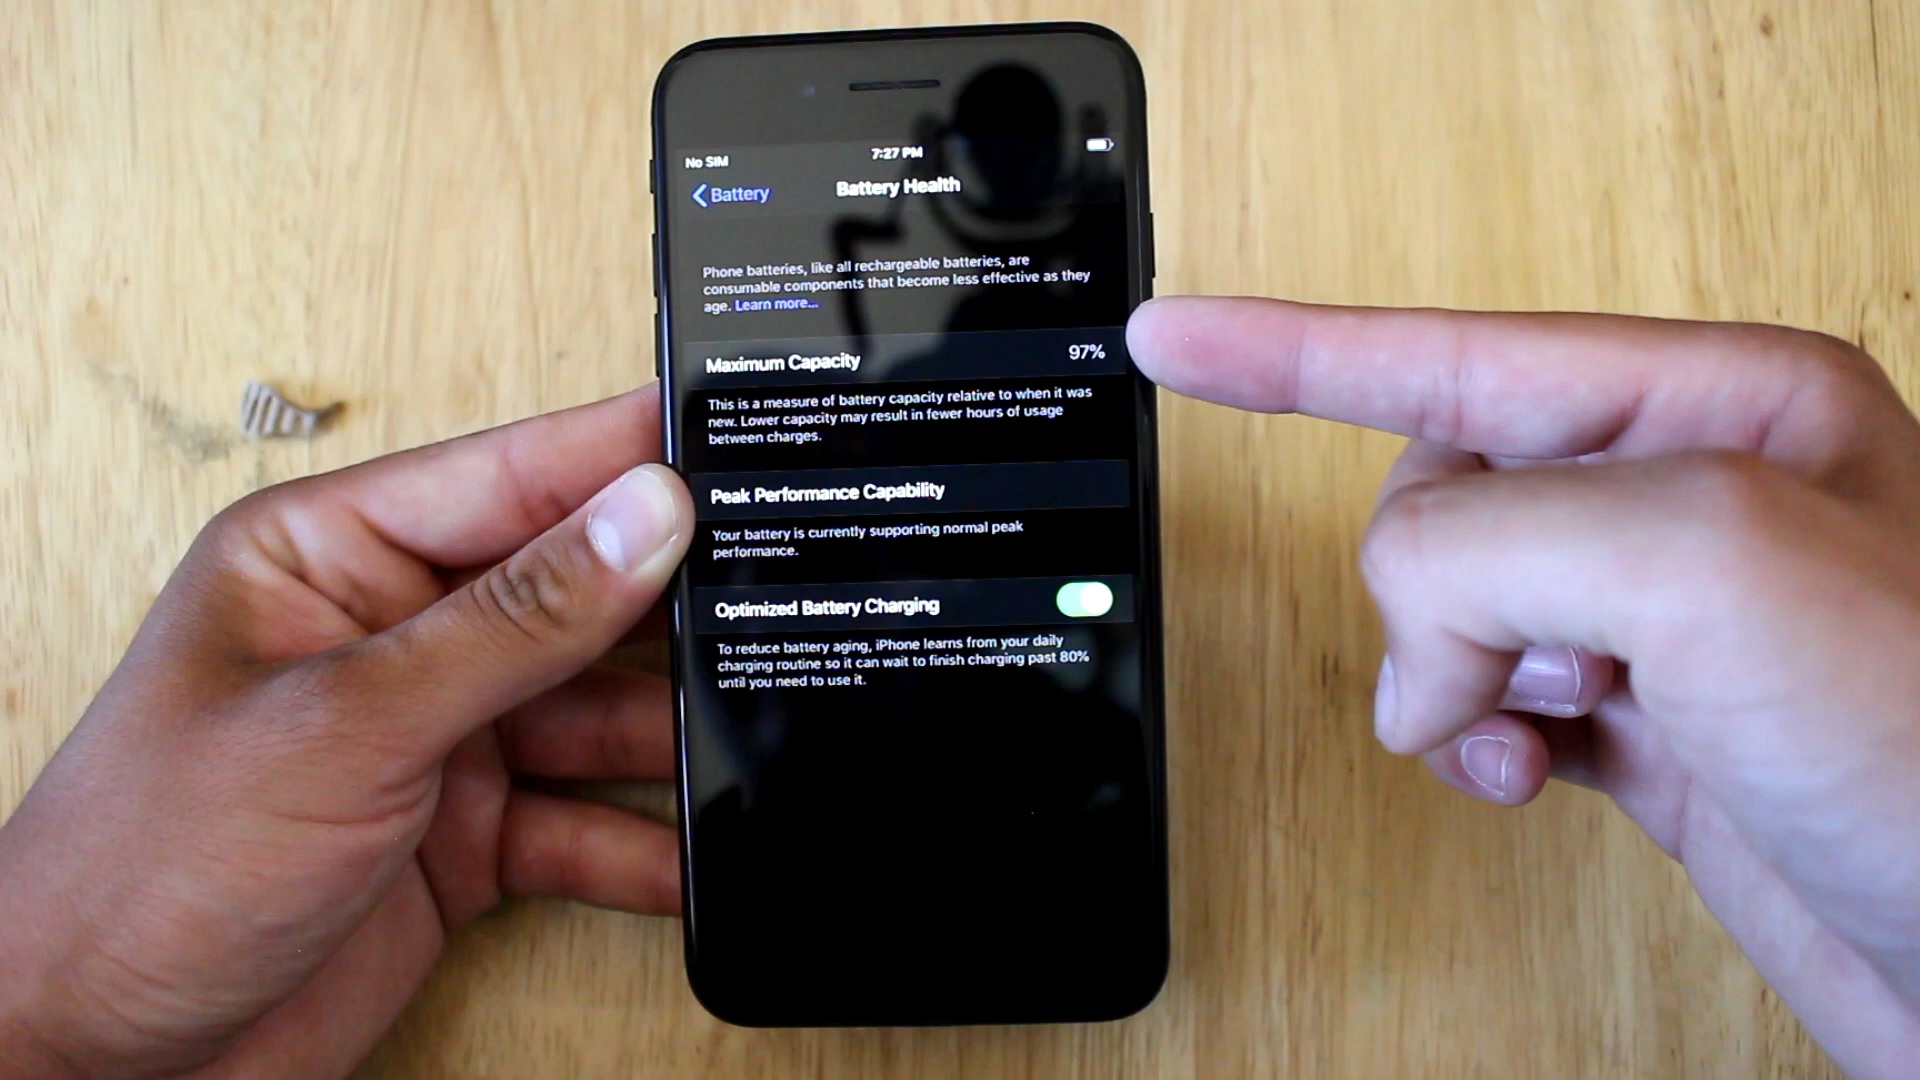 No SIM 7:27 PM
Battery Battery Health
Phone batteries, like all rechargeable batteries, are
consumable components that become less effective as they
age. Learn more...
Maximum Capacity 97%
This is a measure of battery capacity relative to when it was
new. Lower capacity may result in fewer hours of usage
between charges.
Peak Performance Capability
Your battery is currently supporting normal peak
performance.
Optimized Battery Charging
To reduce battery aging, iPhone learns from your daily
charging routine so it can wait to finish charging past 80%
until you need to use it.